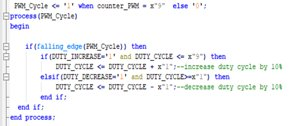 PWM_Cycle <= '1' when counter_PWM = x"9" else '0';
process(PWM_Cycle)
begin
if(falling_edge(PWM_Cycle)) then
if(DUTY_INCREASE='1' and DUTY_CYCLE <= x"9") then
DUTY_CYCLE <= DUTY_CYCLE + x"1";--increase duty cycle by 10%
elsif(DUTY_DECREASE='1' and DUTY_CYCLE>=x"1") then
DUTY_CYCLE <= DUTY_CYCLE - x"1";--decrease duty cycle by 10%
end if;
end if;
end process;